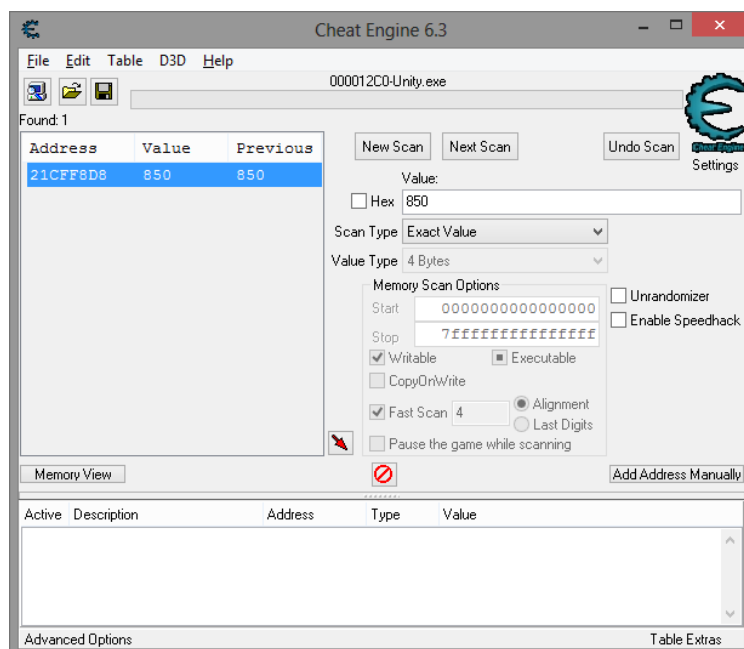 Cheat Engine 6.3
File Edit Table D3D Help
000012C0-Unity.exe
Found: 1
Address Value Previous
21CFF8D8 850 850
New Scan Next Scan Undo Scan
Cheat Engine
Settings
Value:
Hex 850
Scan Type Exact Value
Value Type 4 Bytes
Memory Scan Options
Start 0000000000000000
Stop 7fffffffffffffff
Writable Executable
CopyOnWrite
Fast Scan 4 Alignment
Last Digits
Pause the game while scanning
Unrandomizer
Enable Speedhack
Memory View Add Address Manually
Active Description Address Type Value
Advanced Options Table Extras